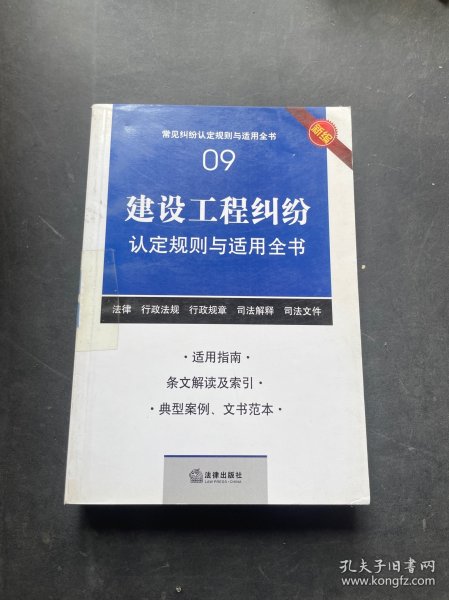 常见纠纷认定规则与适用全书
新编
09
建设工程纠纷
认定规则与适用全书
法律 行政法规 行政规章 司法解释 司法文件
·适用指南·
条文解读及索引·
·典型案例、文书范本·
法律出版社
LAW PRESS·CHINA
孔夫子旧书网
www.kongfz.com